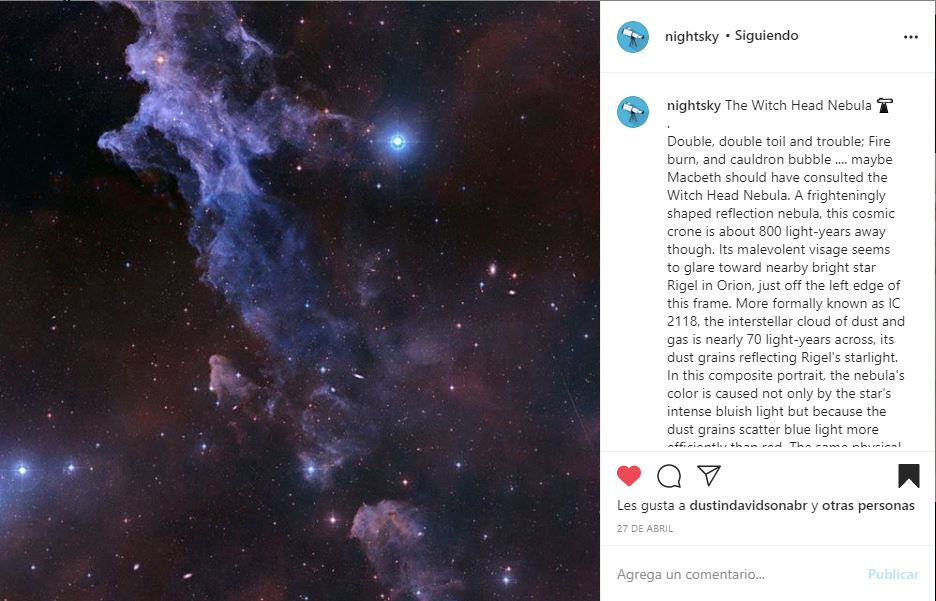 nightsky • Siguiendo
nightsky The Witch Head Nebula
.
Double, double toil and trouble; Fire
burn, and cauldron bubble .... maybe
Macbeth should have consulted the
Witch Head Nebula. A frighteningly
shaped reflection nebula, this cosmic
crone is about 800 light-years away
though. Its malevolent visage seems
to glare toward nearby bright star
Rigel in Orion, just off the left edge of
this frame. More formally known as IC
2118, the interstellar cloud of dust and
gas is nearly 70 light-years across, its
dust grains reflecting Rigel's starlight.
In this composite portrait, the nebula's
color is caused not only by the star's
intense bluish light but because the
dust grains scatter blue light more
efficiently than red. The same physical
Les gusta a dustindavidsonabr y otras personas
27 DE ABRIL
Agrega un comentario...
Publicar